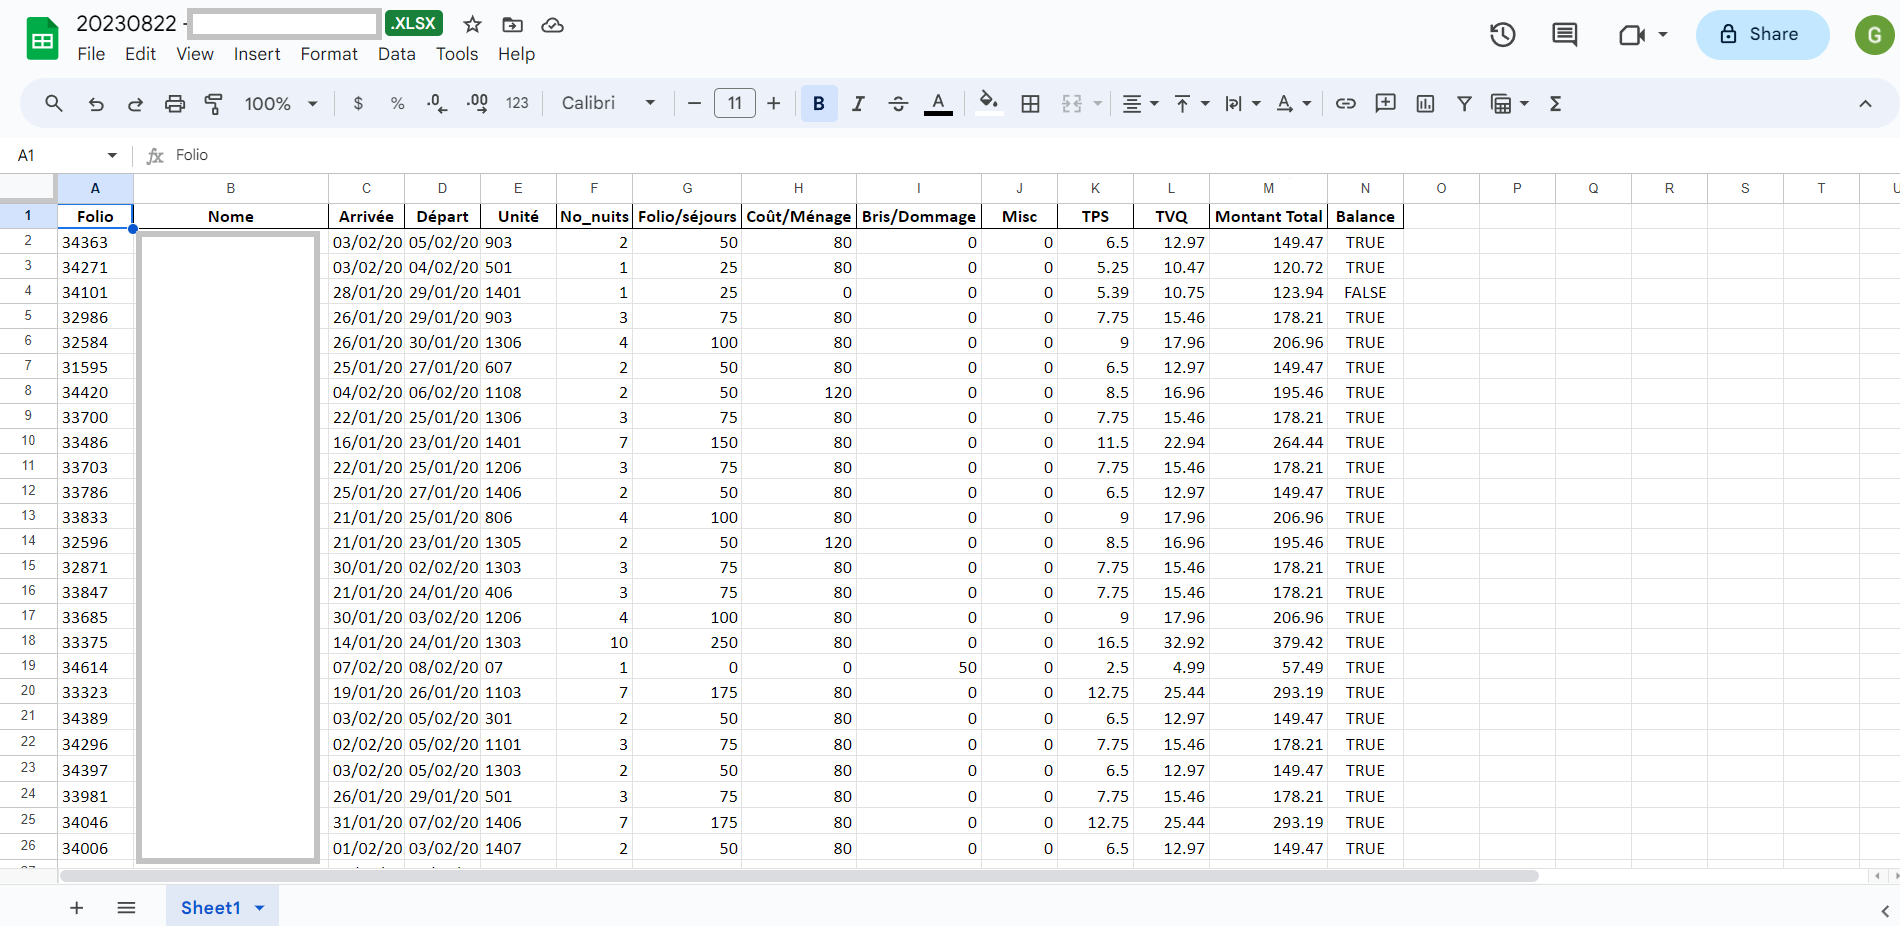 20230822 - .XLSX
File Edit View Insert Format Data Tools Help
Share
G
100% $ % .0 .00 123 Calibri 11 B I A A Σ
A1 fx Folio
A B C D E F G H I J K L M N O P Q R S T U
1 Folio Nome Arrivée Départ Unité No_nuits Folio/séjours Coût/Ménage Bris/Dommage Misc TPS TVQ Montant Total Balance
2 34363 03/02/20 05/02/20 903 2 50 80 0 0 6.5 12.97 149.47 TRUE
3 34271 03/02/20 04/02/20 501 1 25 80 0 0 5.25 10.47 120.72 TRUE
4 34101 28/01/20 29/01/20 1401 1 25 0 0 0 5.39 10.75 123.94 FALSE
5 32986 26/01/20 29/01/20 903 3 75 80 0 0 7.75 15.46 178.21 TRUE
6 32584 26/01/20 30/01/20 1306 4 100 80 0 0 9 17.96 206.96 TRUE
7 31595 25/01/20 27/01/20 607 2 50 80 0 0 6.5 12.97 149.47 TRUE
8 34420 04/02/20 06/02/20 1108 2 50 120 0 0 8.5 16.96 195.46 TRUE
9 33700 22/01/20 25/01/20 1306 3 75 80 0 0 7.75 15.46 178.21 TRUE
10 33486 16/01/20 23/01/20 1401 7 150 80 0 0 11.5 22.94 264.44 TRUE
11 33703 22/01/20 25/01/20 1206 3 75 80 0 0 7.75 15.46 178.21 TRUE
12 33786 25/01/20 27/01/20 1406 2 50 80 0 0 6.5 12.97 149.47 TRUE
13 33833 21/01/20 25/01/20 806 4 100 80 0 0 9 17.96 206.96 TRUE
14 32596 21/01/20 23/01/20 1305 2 50 120 0 0 8.5 16.96 195.46 TRUE
15 32871 30/01/20 02/02/20 1303 3 75 80 0 0 7.75 15.46 178.21 TRUE
16 33847 21/01/20 24/01/20 406 3 75 80 0 0 7.75 15.46 178.21 TRUE
17 33685 30/01/20 03/02/20 1206 4 100 80 0 0 9 17.96 206.96 TRUE
18 33375 14/01/20 24/01/20 1303 10 250 80 0 0 16.5 32.92 379.42 TRUE
19 34614 07/02/20 08/02/20 07 1 0 0 50 0 2.5 4.99 57.49 TRUE
20 33323 19/01/20 26/01/20 1103 7 175 80 0 0 12.75 25.44 293.19 TRUE
21 34389 03/02/20 05/02/20 301 2 50 80 0 0 6.5 12.97 149.47 TRUE
22 34296 02/02/20 05/02/20 1101 3 75 80 0 0 7.75 15.46 178.21 TRUE
23 34397 03/02/20 05/02/20 1303 2 50 80 0 0 6.5 12.97 149.47 TRUE
24 33981 26/01/20 29/01/20 501 3 75 80 0 0 7.75 15.46 178.21 TRUE
25 34046 31/01/20 07/02/20 1406 7 175 80 0 0 12.75 25.44 293.19 TRUE
26 34006 01/02/20 03/02/20 1407 2 50 80 0 0 6.5 12.97 149.47 TRUE
Sheet1